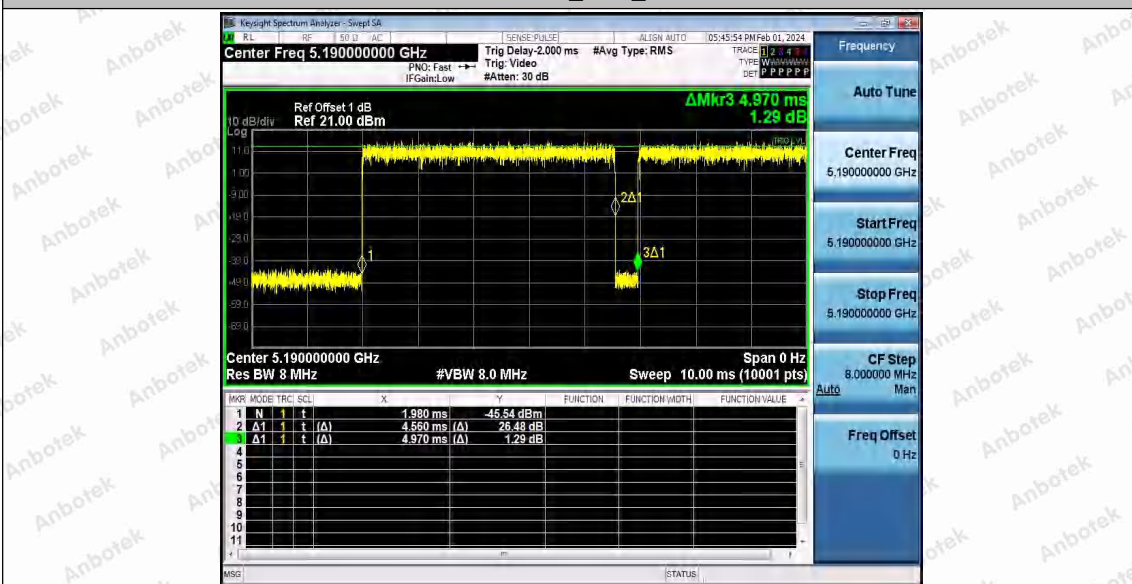 Keysight Spectrum Analyzer - Swept SA
RL RF 50 Ω AC SENSE:PULSE ALIGN AUTO 05:45:54 PM Feb 01, 2024
Center Freq 5.190000000 GHz
PNO: Fast
IFGain:Low
Trig Delay-2.000 ms
Trig: Video
#Atten: 30 dB
#Avg Type: RMS
TRACE 1 2 3 4
TYPE W
DET P P P P P P
Frequency
Auto Tune
Center Freq
5.190000000 GHz
Start Freq
5.190000000 GHz
Stop Freq
5.190000000 GHz
CF Step
8.000000 MHz
Auto Man
Freq Offset
0 Hz
ΔMkr3 4.970 ms
1.29 dB
Ref Offset 1 dB
10 dB/div Ref 21.00 dBm
Log
TRIG LVL
11.0
1.00
-9.00
-19.0
-29.0
-39.0
-49.0
-59.0
-69.0
1
2Δ1
3Δ1
Center 5.190000000 GHz Span 0 Hz
Res BW 8 MHz #VBW 8.0 MHz Sweep 10.00 ms (10001 pts)
MKR MODE TRC SCL X Y FUNCTION FUNCTION WIDTH FUNCTION VALUE
1 N 1 t 1.980 ms -45.54 dBm
2 Δ1 1 t (Δ) 4.560 ms (Δ) 26.48 dB
3 Δ1 1 t (Δ) 4.970 ms (Δ) 1.29 dB
4
5
6
7
8
9
10
11
MSG STATUS
Anbotek